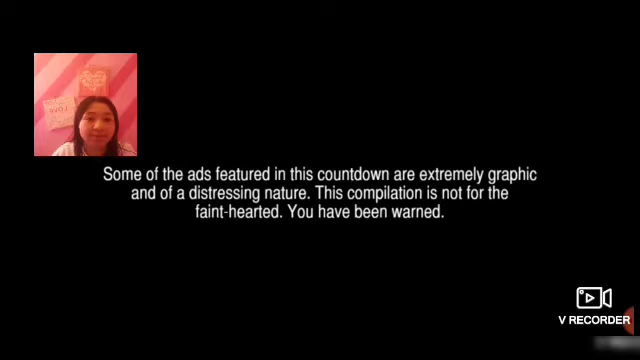 Some of the ads featured in this countdown are extremely graphic
and of a distressing nature. This compilation is not for the
faint-hearted. You have been warned.
LOVE
V RECORDER